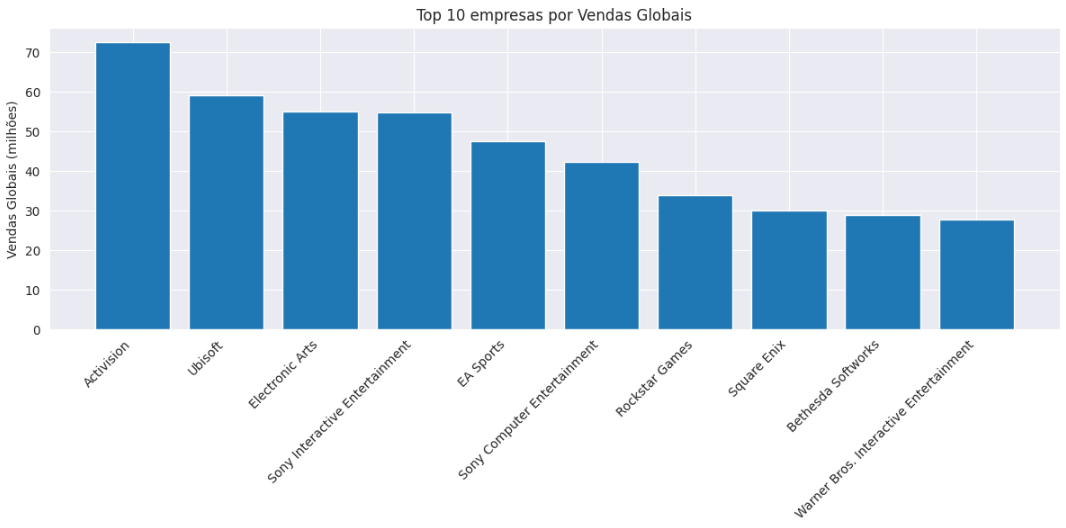 Top 10 empresas por Vendas Globais
Vendas Globais (milhões)
70
60
50
40
30
20
10
0
Activision
Ubisoft
Electronic Arts
Sony Interactive Entertainment
EA Sports
Sony Computer Entertainment
Rockstar Games
Square Enix
Bethesda Softworks
Warner Bros. Interactive Entertainment